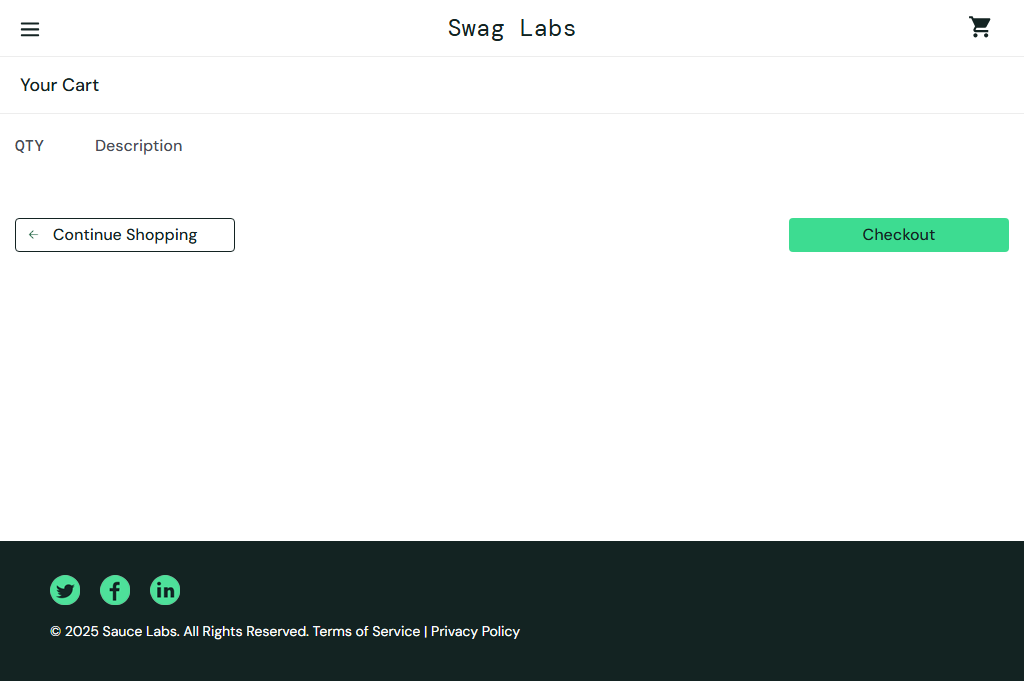 Swag Labs
Your Cart
QTY Description
Continue Shopping Checkout
© 2025 Sauce Labs. All Rights Reserved. Terms of Service | Privacy Policy